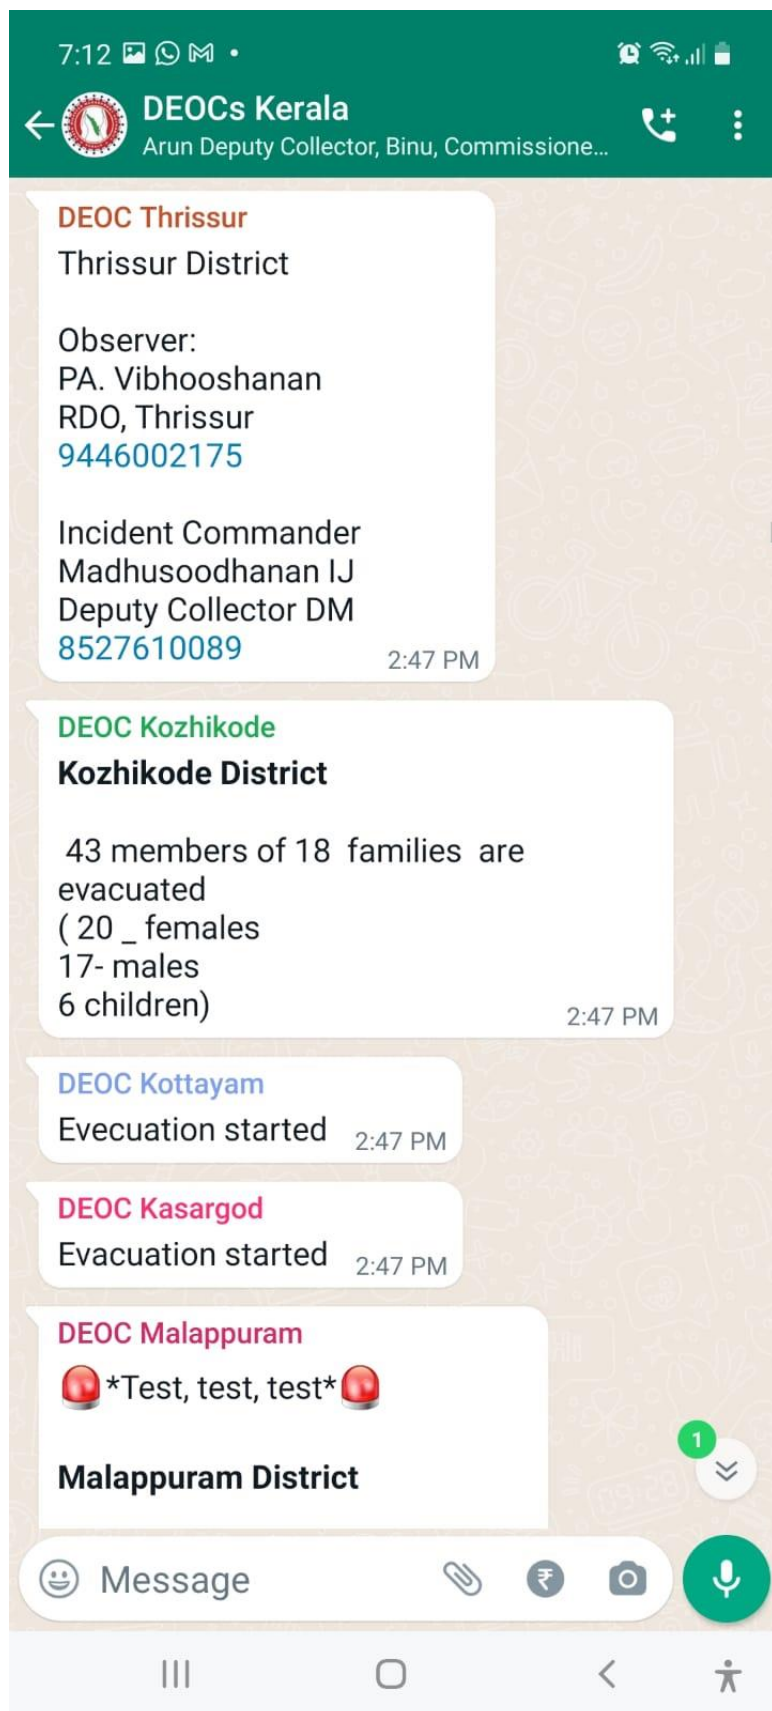 7:12
DEOCs Kerala
Arun Deputy Collector, Binu, Commissione...
DEOC Thrissur
Thrissur District
Observer:
PA. Vibhooshanan
RDO, Thrissur
9446002175
Incident Commander
Madhusoodhanan IJ
Deputy Collector DM
8527610089
2:47 PM
DEOC Kozhikode
Kozhikode District
43 members of 18 families are
evacuated
( 20 _ females
17- males
6 children)
2:47 PM
DEOC Kottayam
Evecuation started 2:47 PM
DEOC Kasargod
Evacuation started 2:47 PM
DEOC Malappuram
*Test, test, test*
1
Malappuram District
Message